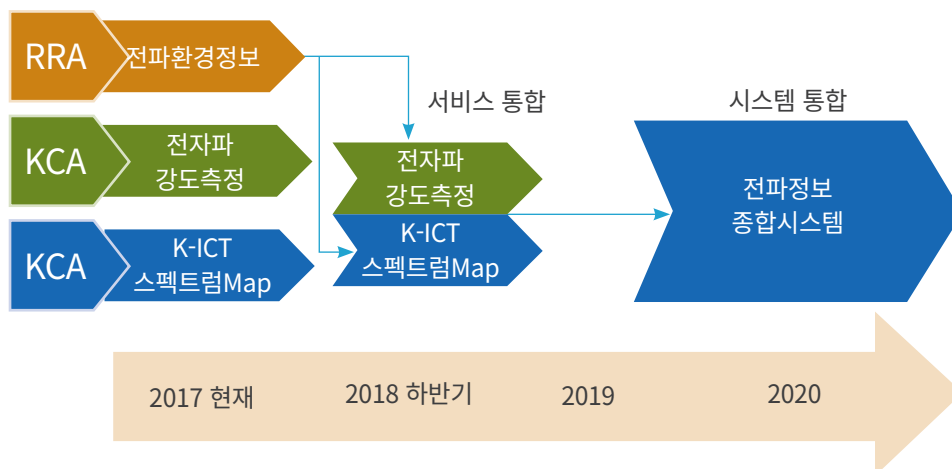 RRA
전파환경정보
KCA
전자파
강도측정
KCA
K-ICT
스펙트럼Map
서비스 통합
전자파
강도측정
K-ICT
스펙트럼Map
시스템 통합
전파정보
종합시스템
2017 현재
2018 하반기
2019
2020